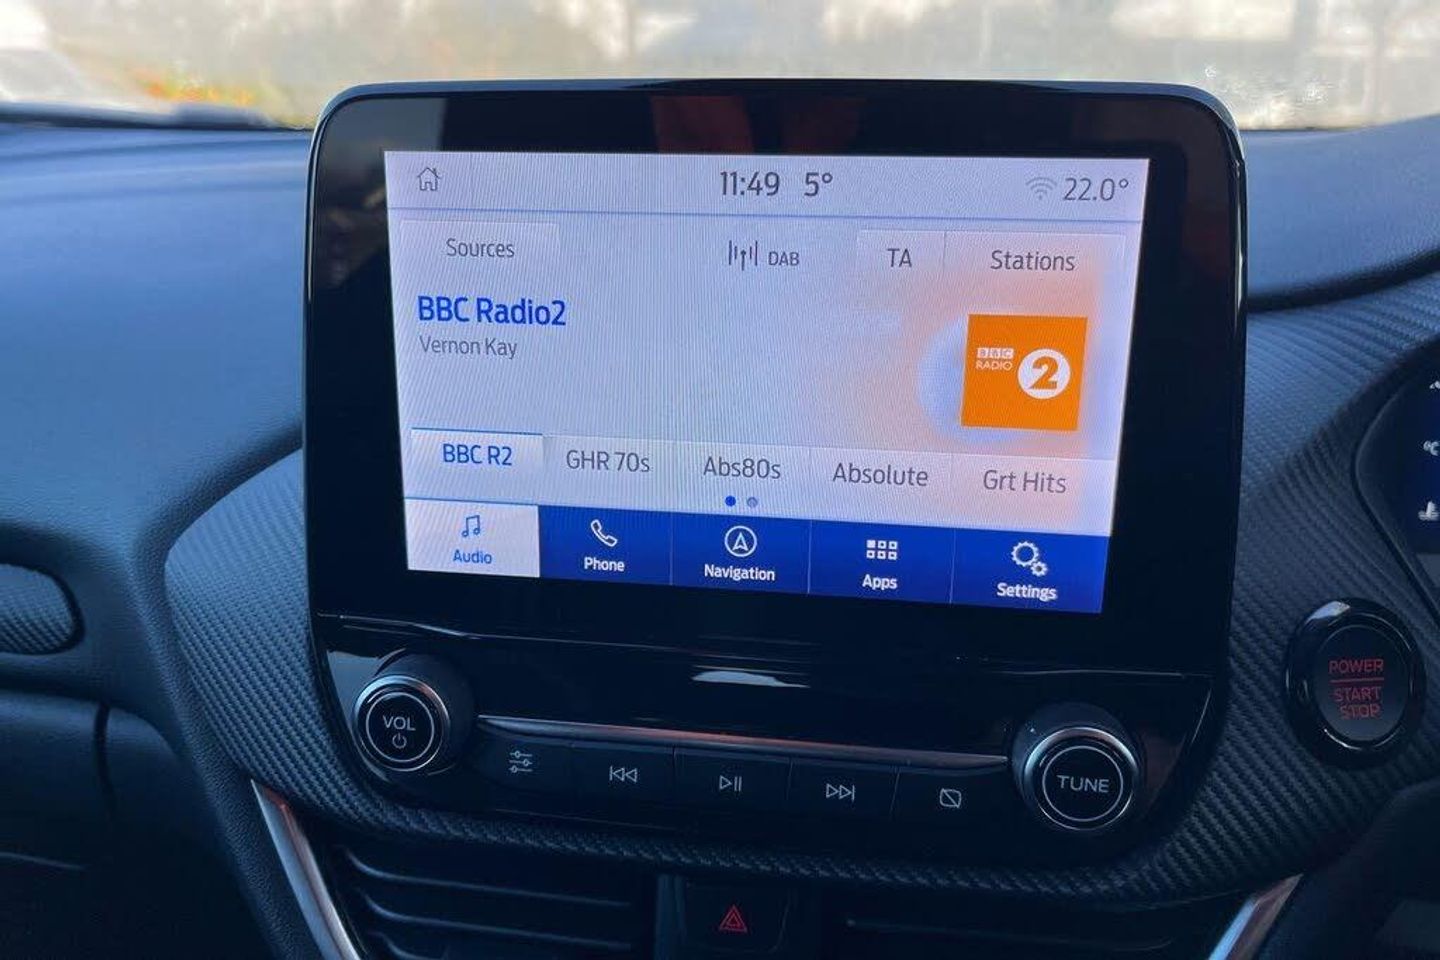 11:49 5° 22.0°
Sources DAB TA Stations
BBC Radio2
Vernon Kay
BBC
RADIO 2
BBC R2 GHR 70s Abs80s Absolute Grt Hits
Audio Phone Navigation Apps Settings
POWER
START
STOP
VOL TUNE
°C